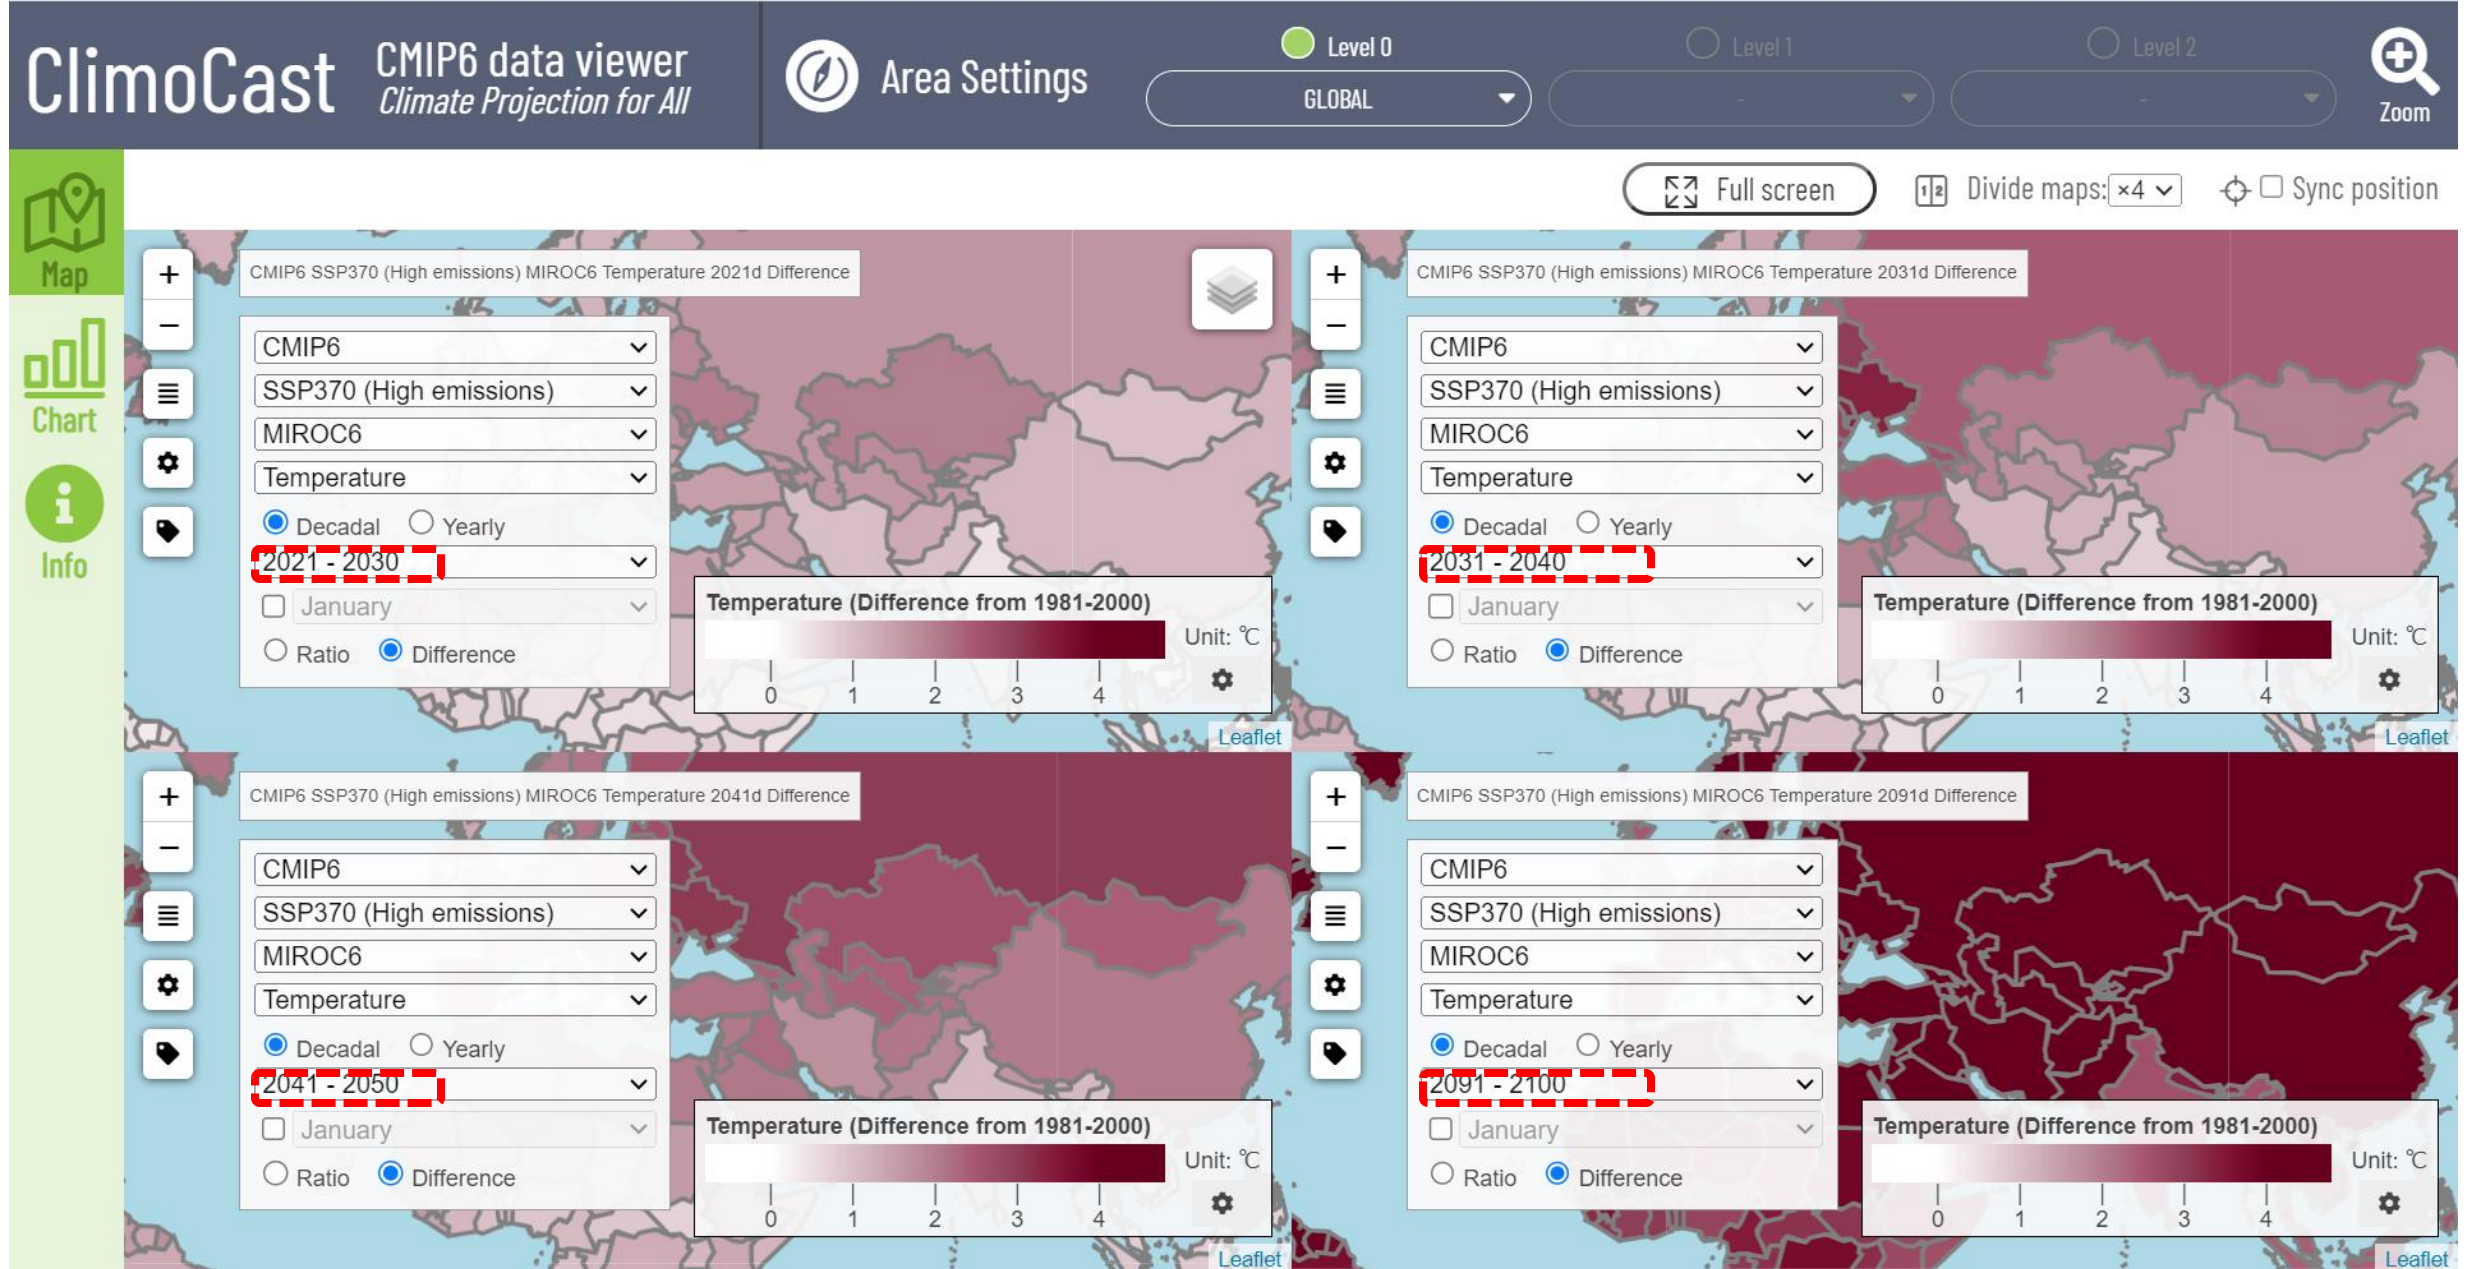 ClimoCast
CMIP6 data viewer
Climate Projection for All
Area Settings
Level 0
GLOBAL
Level 1
-
Level 2
-
Zoom
Map
Chart
Info
Full screen
1 2
Divide maps:
×4
Sync position
+
−
CMIP6 SSP370 (High emissions) MIROC6 Temperature 2021d Difference
CMIP6
SSP370 (High emissions)
MIROC6
Temperature
Decadal
Yearly
2021 - 2030
January
Ratio
Difference
Temperature (Difference from 1981-2000)
Unit: ℃
0 1 2 3 4
Leaflet
+
−
CMIP6 SSP370 (High emissions) MIROC6 Temperature 2031d Difference
CMIP6
SSP370 (High emissions)
MIROC6
Temperature
Decadal
Yearly
2031 - 2040
January
Ratio
Difference
Temperature (Difference from 1981-2000)
Unit: ℃
0 1 2 3 4
Leaflet
+
−
CMIP6 SSP370 (High emissions) MIROC6 Temperature 2041d Difference
CMIP6
SSP370 (High emissions)
MIROC6
Temperature
Decadal
Yearly
2041 - 2050
January
Ratio
Difference
Temperature (Difference from 1981-2000)
Unit: ℃
0 1 2 3 4
Leaflet
+
−
CMIP6 SSP370 (High emissions) MIROC6 Temperature 2091d Difference
CMIP6
SSP370 (High emissions)
MIROC6
Temperature
Decadal
Yearly
2091 - 2100
January
Ratio
Difference
Temperature (Difference from 1981-2000)
Unit: ℃
0 1 2 3 4
Leaflet